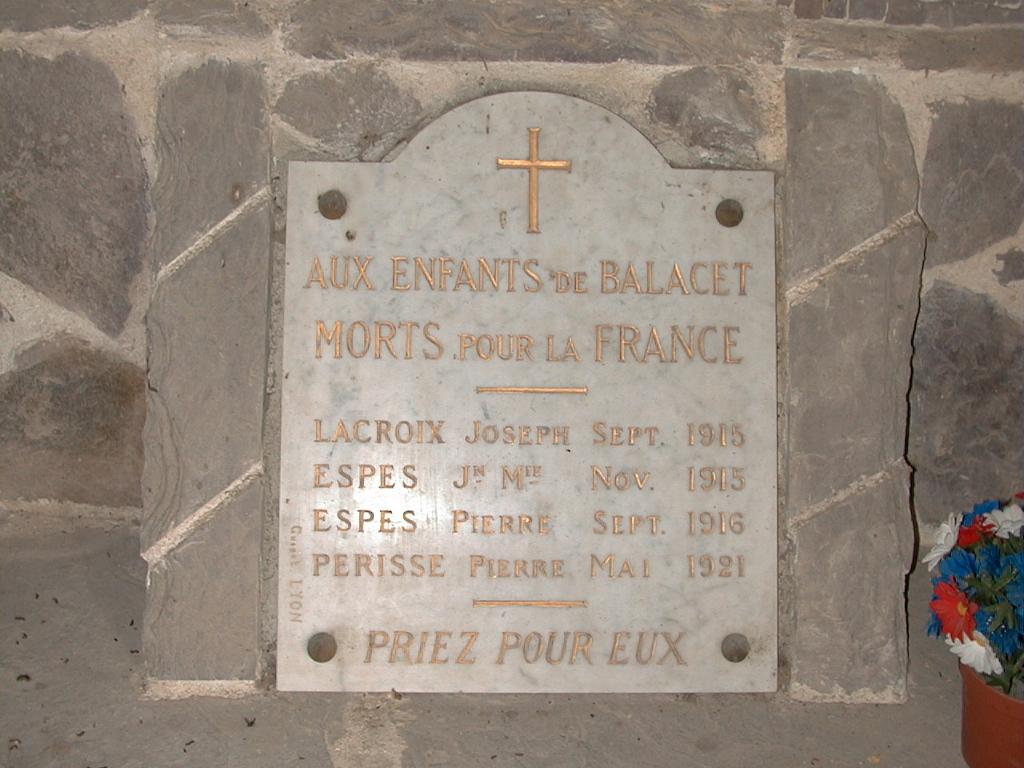 AUX ENFANTS DE BALACET
MORTS POUR LA FRANCE
LACROIX JOSEPH SEPT. 1915
ESPES JN MIE NOV. 1915
ESPES PIERRE SEPT. 1916
PERISSE PIERRE MAI 1921
PRIEZ POUR EUX
LYON